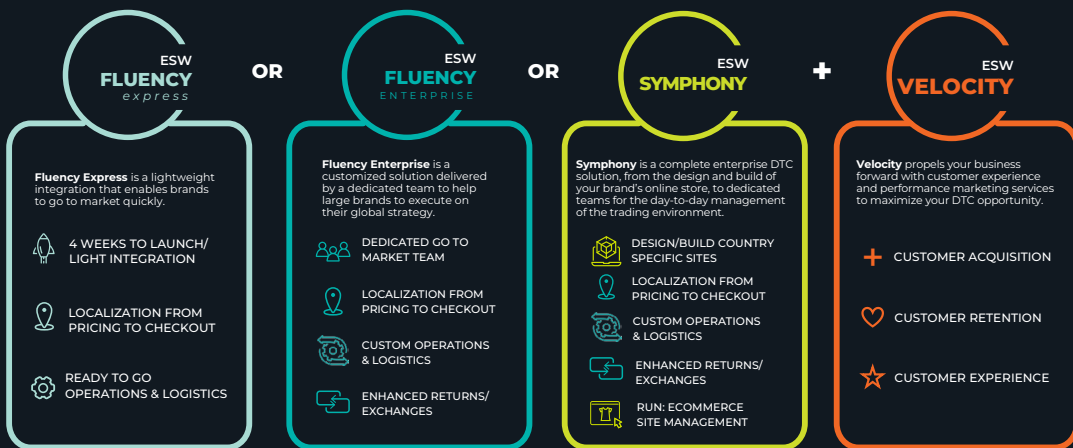 ESW
FLUENCY
express
OR
ESW
FLUENCY
ENTERPRISE
OR
ESW
SYMPHONY
+
ESW
VELOCITY
Fluency Express is a lightweight
integration that enables brands
to go to market quickly.
4 WEEKS TO LAUNCH/
LIGHT INTEGRATION
LOCALIZATION FROM
PRICING TO CHECKOUT
READY TO GO
OPERATIONS & LOGISTICS
Fluency Enterprise is a
customized solution delivered
by a dedicated team to help
large brands to execute on
their global strategy.
DEDICATED GO TO
MARKET TEAM
LOCALIZATION FROM
PRICING TO CHECKOUT
CUSTOM OPERATIONS
& LOGISTICS
ENHANCED RETURNS/
EXCHANGES
Symphony is a complete enterprise DTC
solution, from the design and build of
your brand's online store, to dedicated
teams for the day-to-day management
of the trading environment.
DESIGN/BUILD COUNTRY
SPECIFIC SITES
LOCALIZATION FROM
PRICING TO CHECKOUT
CUSTOM OPERATIONS
& LOGISTICS
ENHANCED RETURNS/
EXCHANGES
RUN: ECOMMERCE
SITE MANAGEMENT
Velocity propels your business
forward with customer experience
and performance marketing services
to maximize your DTC opportunity.
CUSTOMER ACQUISITION
CUSTOMER RETENTION
CUSTOMER EXPERIENCE